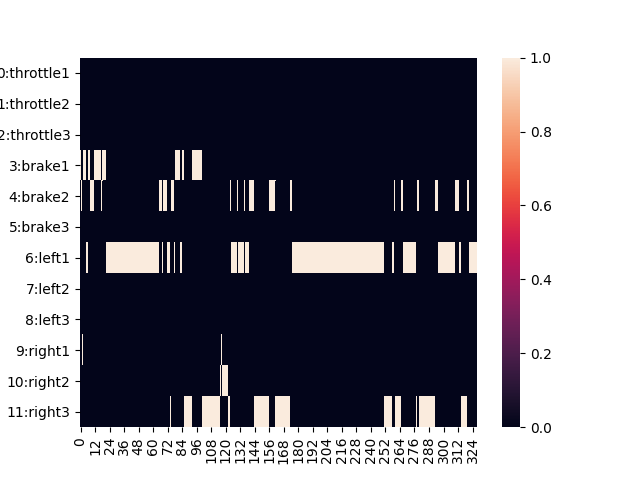 0:throttle1
1:throttle2
2:throttle3
3:brake1
4:brake2
5:brake3
6:left1
7:left2
8:left3
9:right1
10:right2
11:right3
0 12 24 36 48 60 72 84 96 108 120 132 144 156 168 180 192 204 216 228 240 252 264 276 288 300 312 324
1.0
0.8
0.6
0.4
0.2
0.0